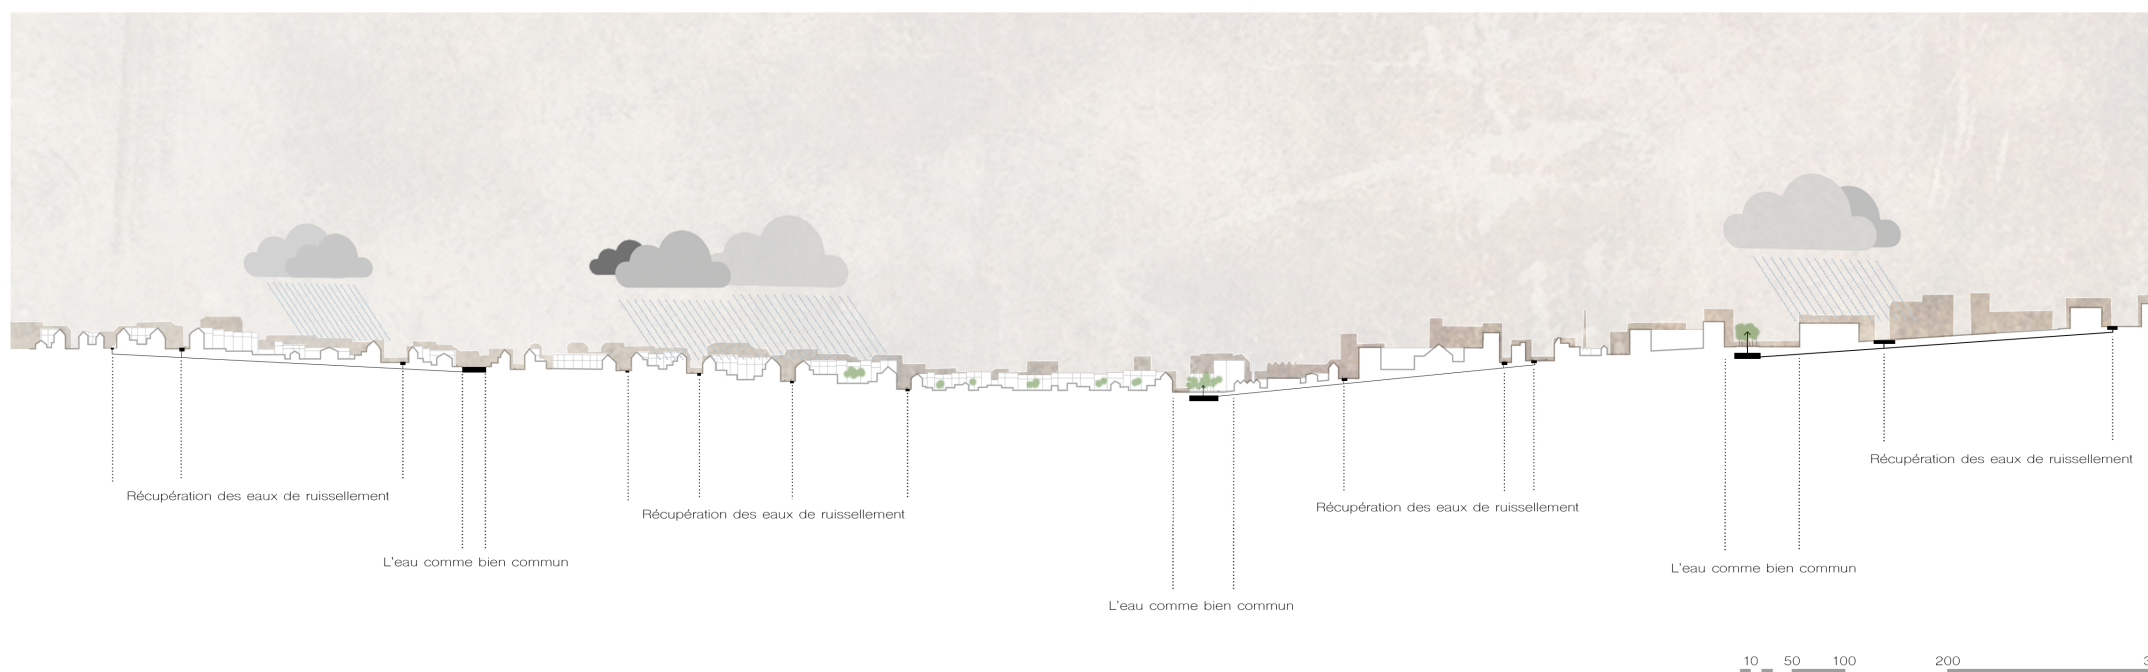 Récupération des eaux de ruissellement
Récupération des eaux de ruissellement
Récupération des eaux de ruissellement
Récupération des eaux de ruissellement
L'eau comme bien commun
L'eau comme bien commun
L'eau comme bien commun
10 50 100 200